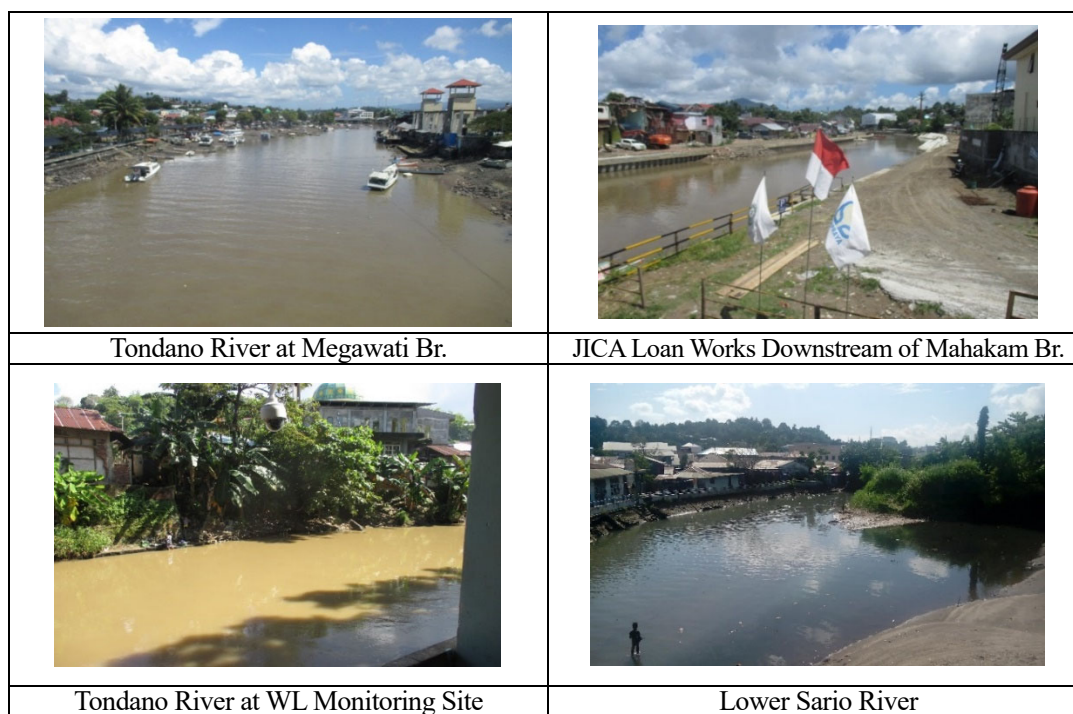 Tondano River at Megawati Br.
JICA Loan Works Downstream of Mahakam Br.
Tondano River at WL Monitoring Site
Lower Sario River